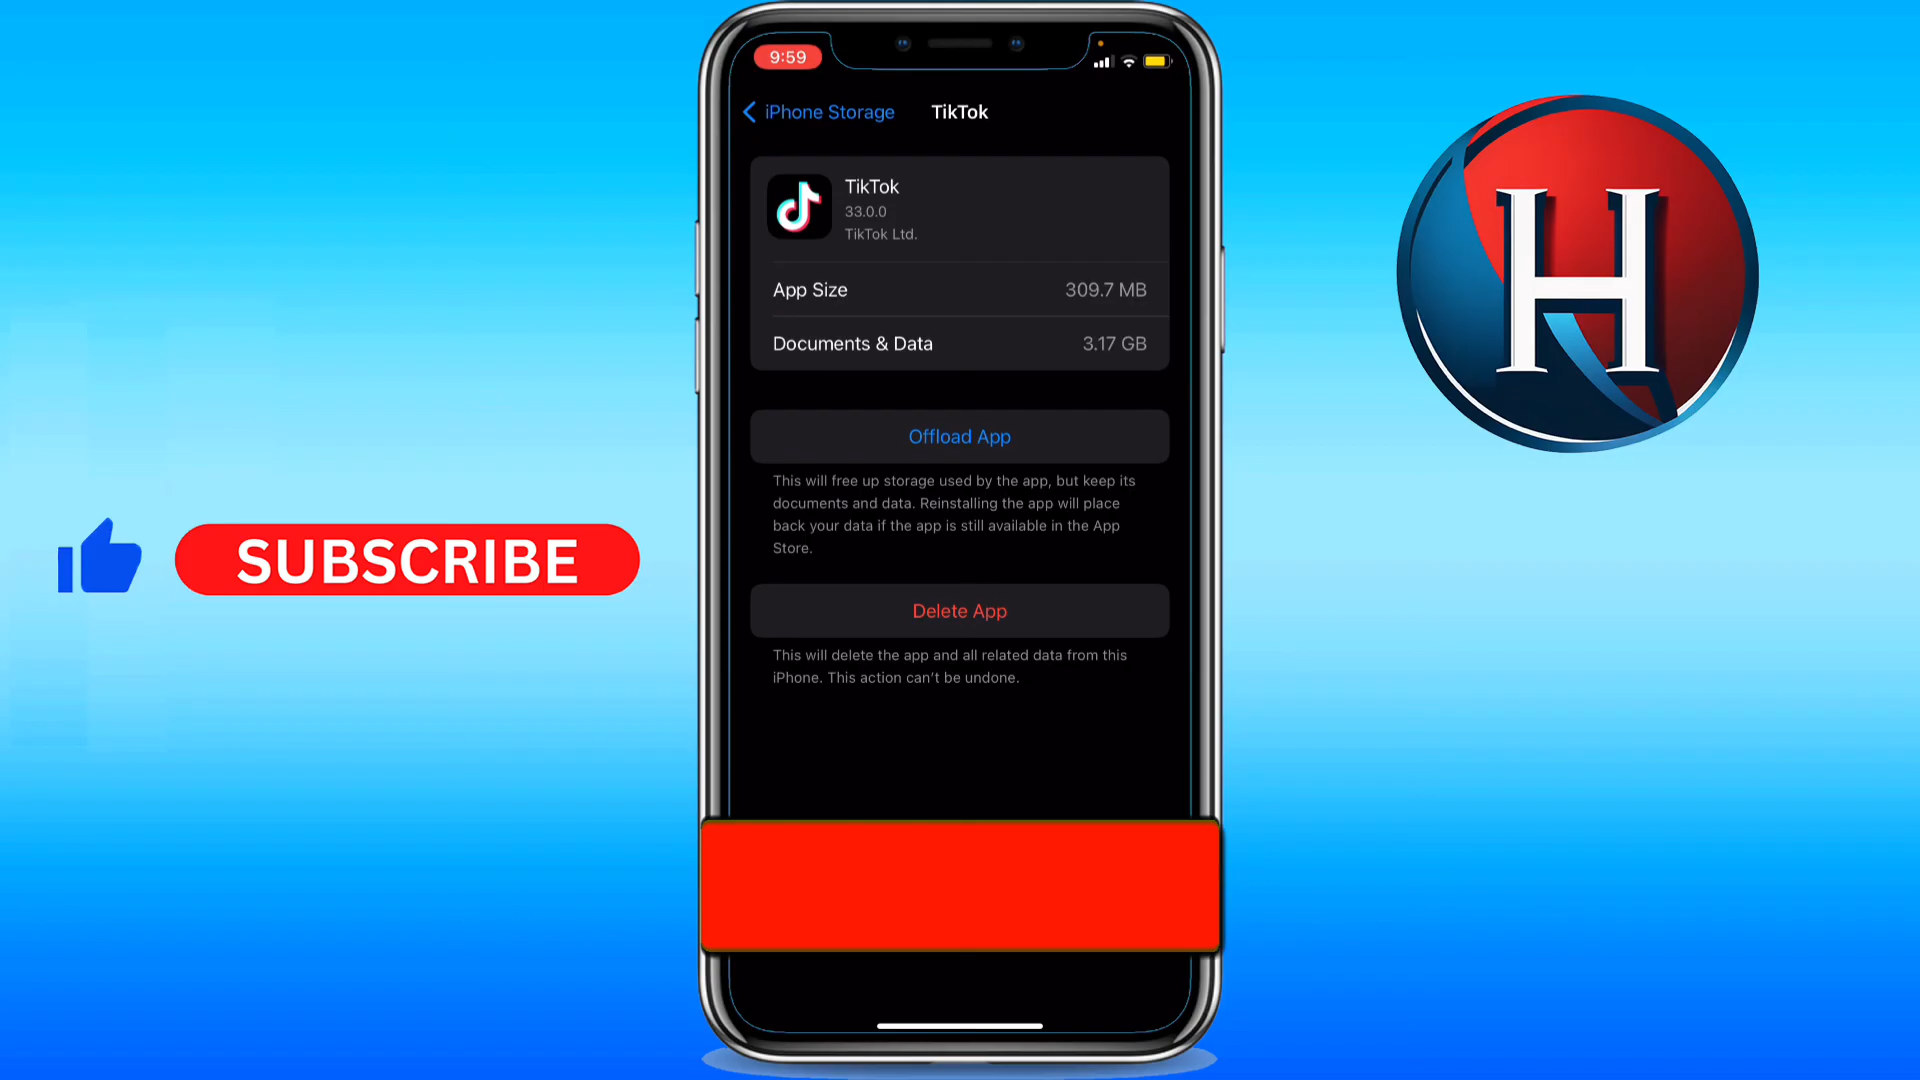 9:59
iPhone Storage
TikTok
TikTok
33.0.0
TikTok Ltd.
App Size
309.7 MB
Documents & Data
3.17 GB
Offload App
This will free up storage used by the app, but keep its
documents and data. Reinstalling the app will place
back your data if the app is still available in the App
Store.
Delete App
This will delete the app and all related data from this
iPhone. This action can't be undone.
SUBSCRIBE
H